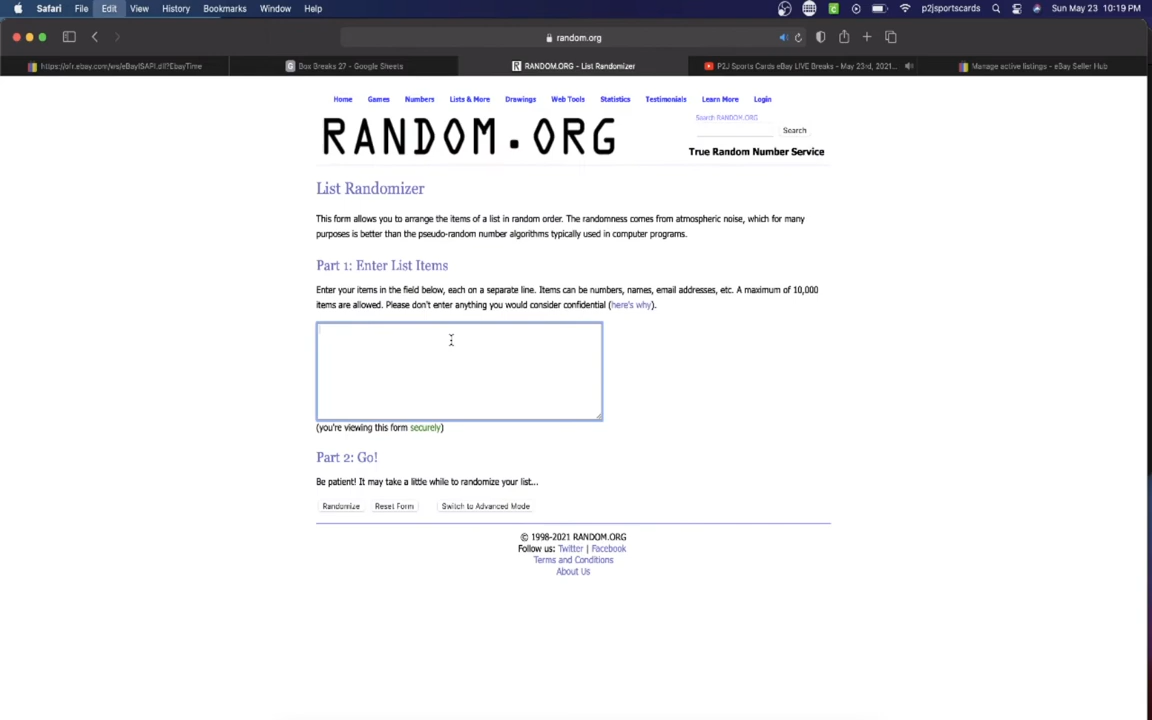 Safari File Edit View History Bookmarks Window Help p2jsportscards Sun May 23 10:19 PM
random.org
https://ofr.ebay.com/ws/eBayISAPI.dll?EbayTime Box Breaks 27 - Google Sheets RANDOM.ORG - List Randomizer P2J Sports Cards eBay LIVE Breaks - May 23rd, 2021... Manage active listings - eBay Seller Hub
Home Games Numbers Lists & More Drawings Web Tools Statistics Testimonials Learn More Login
Search RANDOM.ORG
RANDOM.ORG
Search
True Random Number Service
List Randomizer
This form allows you to arrange the items of a list in random order. The randomness comes from atmospheric noise, which for many
purposes is better than the pseudo-random number algorithms typically used in computer programs.
Part 1: Enter List Items
Enter your items in the field below, each on a separate line. Items can be numbers, names, email addresses, etc. A maximum of 10,000
items are allowed. Please don't enter anything you would consider confidential (here's why).
(you're viewing this form securely)
Part 2: Go!
Be patient! It may take a little while to randomize your list...
Randomize Reset Form Switch to Advanced Mode
© 1998-2021 RANDOM.ORG
Follow us: Twitter | Facebook
Terms and Conditions
About Us